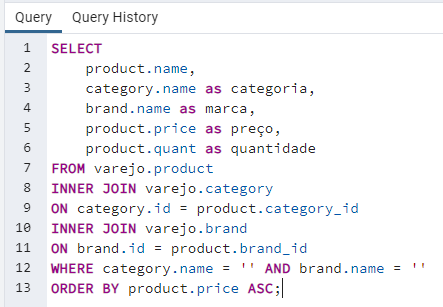 Query Query History
1 SELECT
2 product.name,
3 category.name as categoria,
4 brand.name as marca,
5 product.price as preço,
6 product.quant as quantidade
7 FROM varejo.product
8 INNER JOIN varejo.category
9 ON category.id = product.category_id
10 INNER JOIN varejo.brand
11 ON brand.id = product.brand_id
12 WHERE category.name = '' AND brand.name = ''
13 ORDER BY product.price ASC;